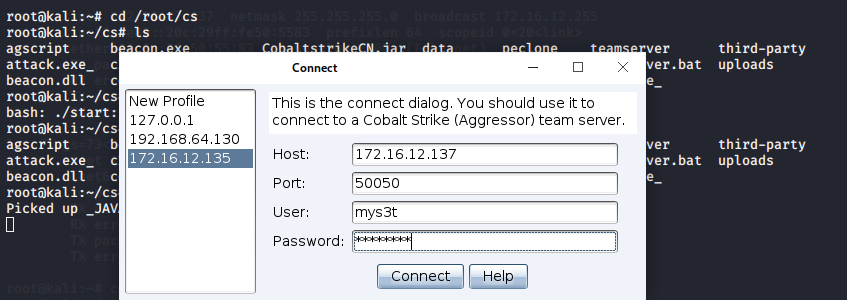 root@kali:~# cd /root/cs
root@kali:~/cs# ls
agscript beacon.exe CobaltstrikeCN.jar data peclone teamserver third-party
attack.exe_ ver.bat uploads
beacon.dll
root@kali:~/cs
bash: ./start:
root@kali:~/cs
agscript ver third-party
attack.exe_ ver.bat uploads
beacon.dll
root@kali:~/cs
Picked up _JAV
Connect
New Profile
127.0.0.1
192.168.64.130
172.16.12.135
This is the connect dialog. You should use it to
connect to a Cobalt Strike (Aggressor) team server.
Host: 172.16.12.137
Port: 50050
User: mys3t
Password: ********
Connect Help